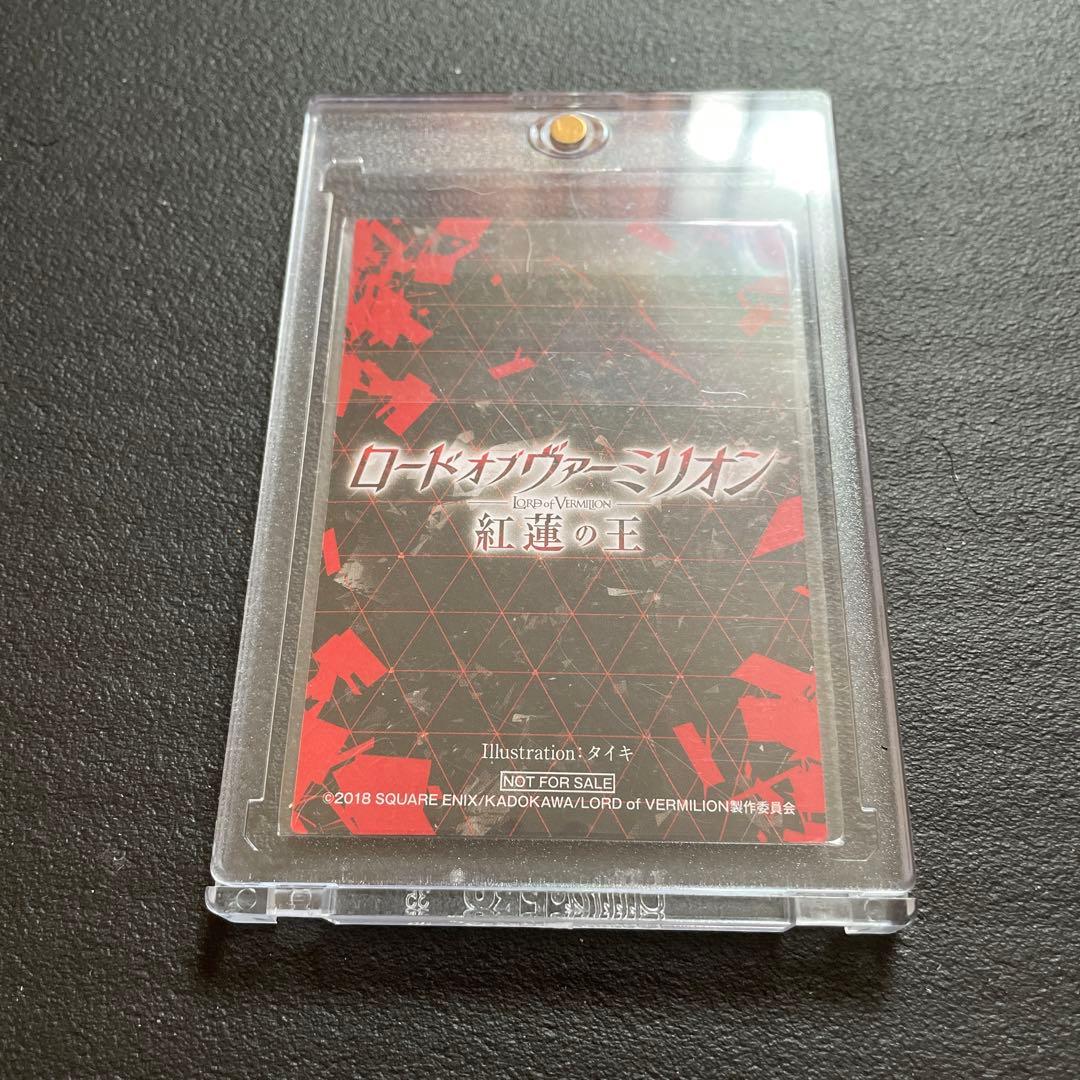 ロード オブ ヴァーミリオン
LORD of VERMILION
紅蓮の王
Illustration:タイキ
NOT FOR SALE
©2018 SQUARE ENIX/KADOKAWA/LORD of VERMILION製作委員会